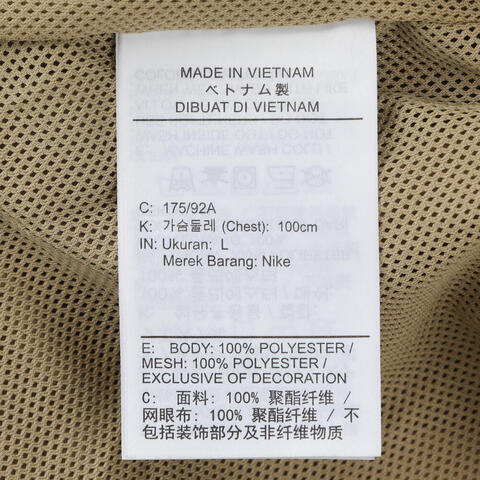 MADE IN VIETNAM
ベトナム製
DIBUAT DI VIETNAM
C: 175/92A
K: 가슴둘레 (Chest): 100cm
IN: Ukuran: L
Merek Barang: Nike
E: BODY: 100% POLYESTER /
MESH: 100% POLYESTER /
EXCLUSIVE OF DECORATION
C: 面料: 100% 聚酯纤维 /
网眼布: 100% 聚酯纤维 / 不
包括装饰部分及非纤维物质